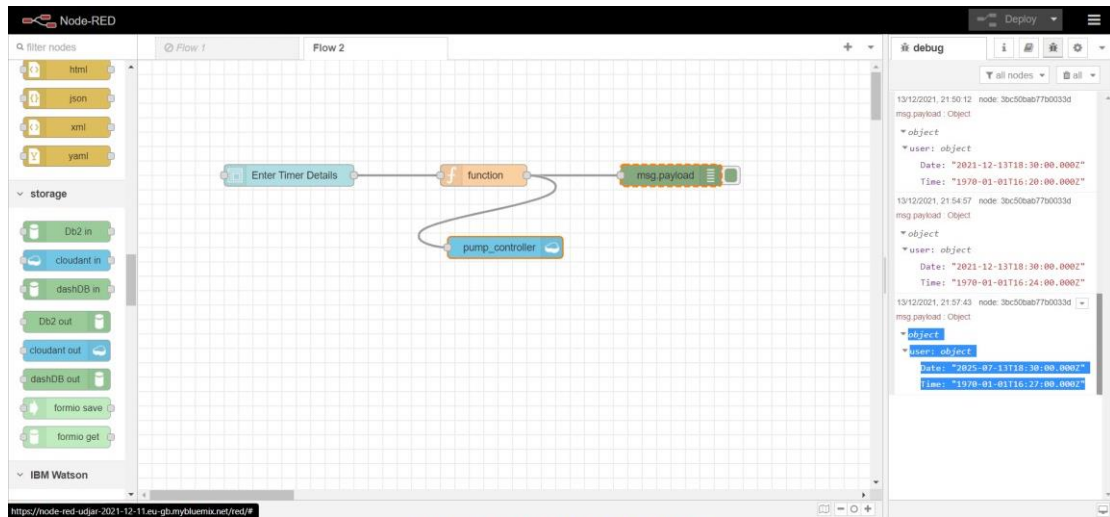 Node-RED
Deploy
filter nodes
Flow 1
Flow 2
debug
all nodes
all
html
json
xml
yaml
storage
Db2 in
cloudant in
dashDB in
Db2 out
cloudant out
dashDB out
formio save
formio get
IBM Watson
Enter Timer Details
function
msg.payload
pump_controller
13/12/2021, 21:50:12 node: 3bc50bab77b0033d
msg.payload : Object
object
user: object
Date: "2021-12-13T18:30:00.000Z"
Time: "1970-01-01T16:20:00.000Z"
13/12/2021, 21:54:57 node: 3bc50bab77b0033d
msg.payload : Object
object
user: object
Date: "2021-12-13T18:30:00.000Z"
Time: "1970-01-01T16:24:00.000Z"
13/12/2021, 21:57:43 node: 3bc50bab77b0033d
msg.payload : Object
object
user: object
Date: "2025-07-13T18:30:00.000Z"
Time: "1970-01-01T16:27:00.000Z"
https://node-red-udjar-2021-12-11.eu-gb.mybluemix.net/red/#